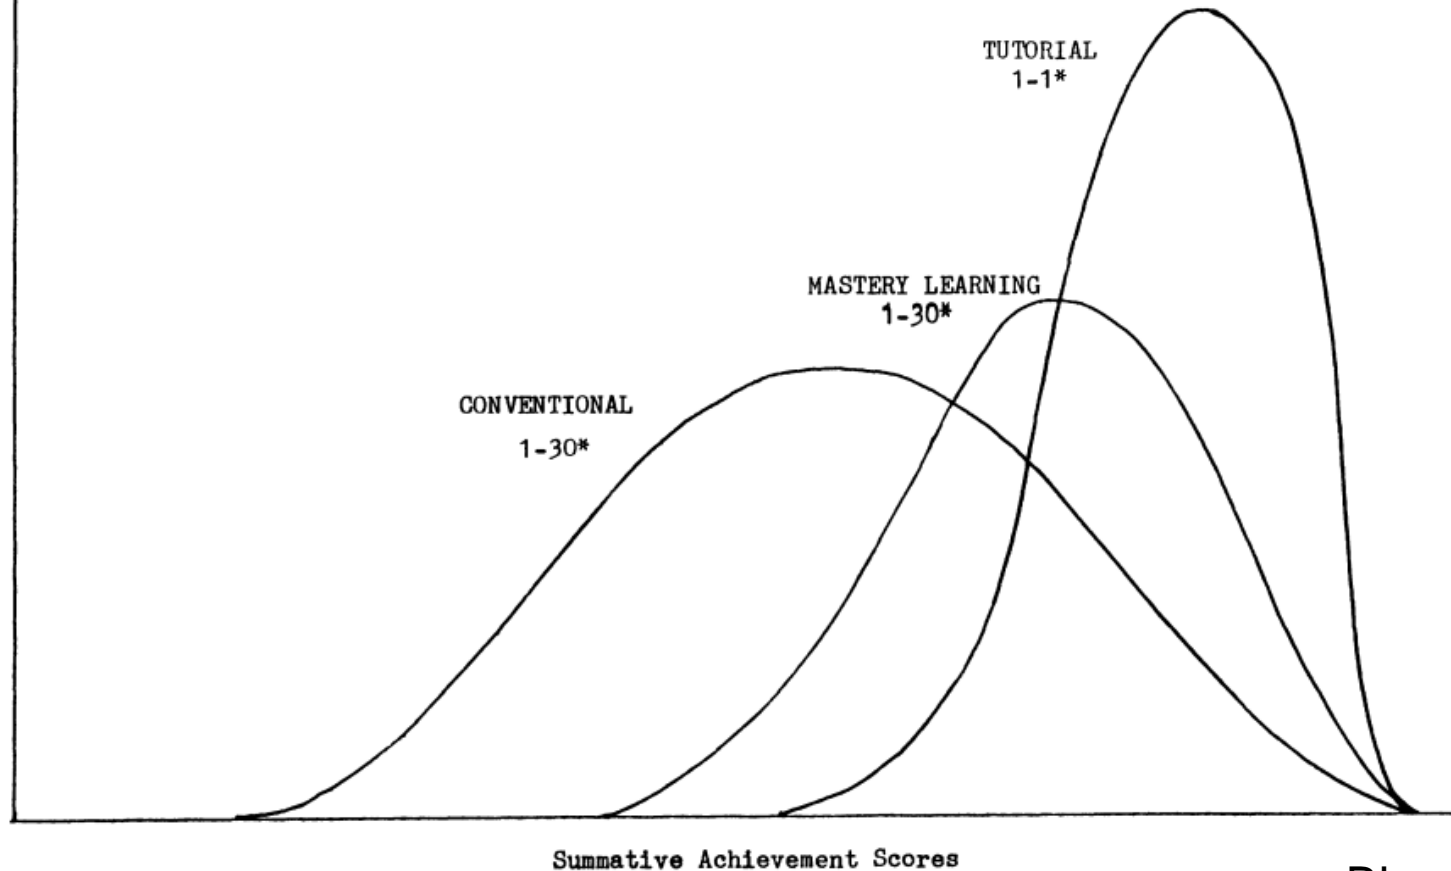 TUTORIAL
1-1*
MASTERY LEARNING
1-30*
CONVENTIONAL
1-30*
Summative Achievement Scores